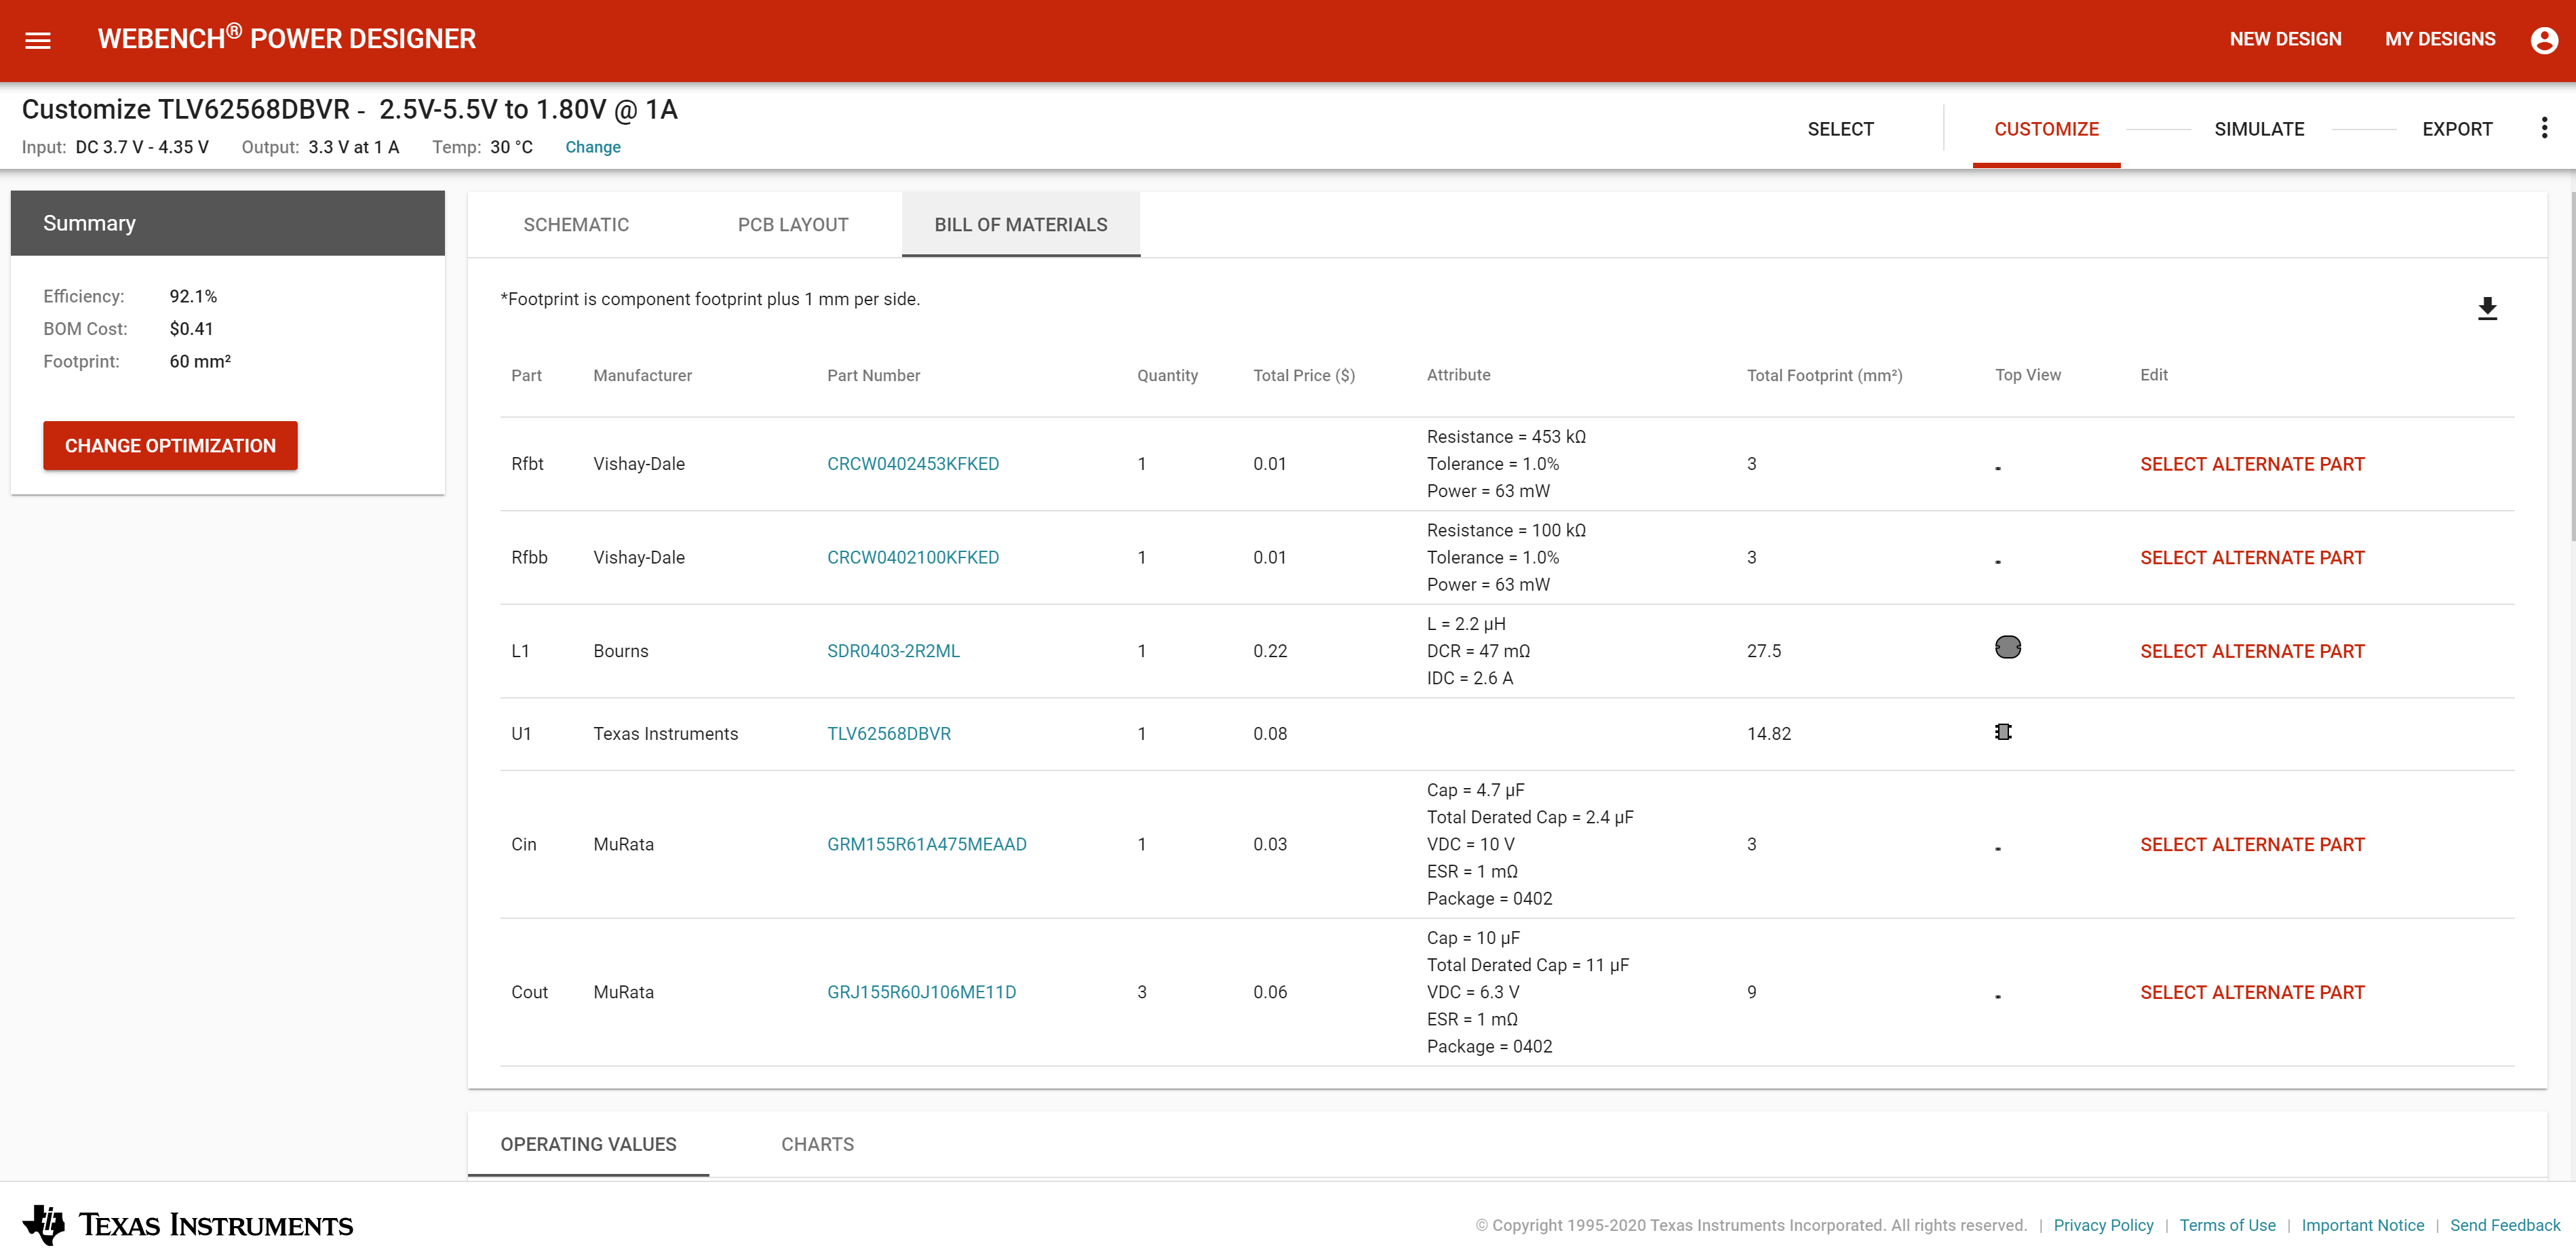 WEBENCH® POWER DESIGNER
NEW DESIGN
MY DESIGNS
Customize TLV62568DBVR - 2.5V-5.5V to 1.80V @ 1A
Input: DC 3.7 V - 4.35 V Output: 3.3 V at 1 A Temp: 30 °C Change
SELECT
CUSTOMIZE
SIMULATE
EXPORT
Summary
Efficiency: 92.1%
BOM Cost: $0.41
Footprint: 60 mm²
CHANGE OPTIMIZATION
SCHEMATIC
PCB LAYOUT
BILL OF MATERIALS
*Footprint is component footprint plus 1 mm per side.
Part Manufacturer Part Number Quantity Total Price ($) Attribute Total Footprint (mm²) Top View Edit
Resistance = 453 kΩ
Rfbt Vishay-Dale CRCW0402453KFKED 1 0.01 Tolerance = 1.0% 3 SELECT ALTERNATE PART
Power = 63 mW
Resistance = 100 kΩ
Rfbb Vishay-Dale CRCW0402100KFKED 1 0.01 Tolerance = 1.0% 3 SELECT ALTERNATE PART
Power = 63 mW
L = 2.2 µH
L1 Bourns SDR0403-2R2ML 1 0.22 DCR = 47 mΩ 27.5 SELECT ALTERNATE PART
IDC = 2.6 A
U1 Texas Instruments TLV62568DBVR 1 0.08 14.82
Cap = 4.7 µF
Total Derated Cap = 2.4 µF
Cin MuRata GRM155R61A475MEAAD 1 0.03 VDC = 10 V 3 SELECT ALTERNATE PART
ESR = 1 mΩ
Package = 0402
Cap = 10 µF
Total Derated Cap = 11 µF
Cout MuRata GRJ155R60J106ME11D 3 0.06 VDC = 6.3 V 9 SELECT ALTERNATE PART
ESR = 1 mΩ
Package = 0402
OPERATING VALUES
CHARTS
TEXAS INSTRUMENTS
© Copyright 1995-2020 Texas Instruments Incorporated. All rights reserved. | Privacy Policy | Terms of Use | Important Notice | Send Feedback